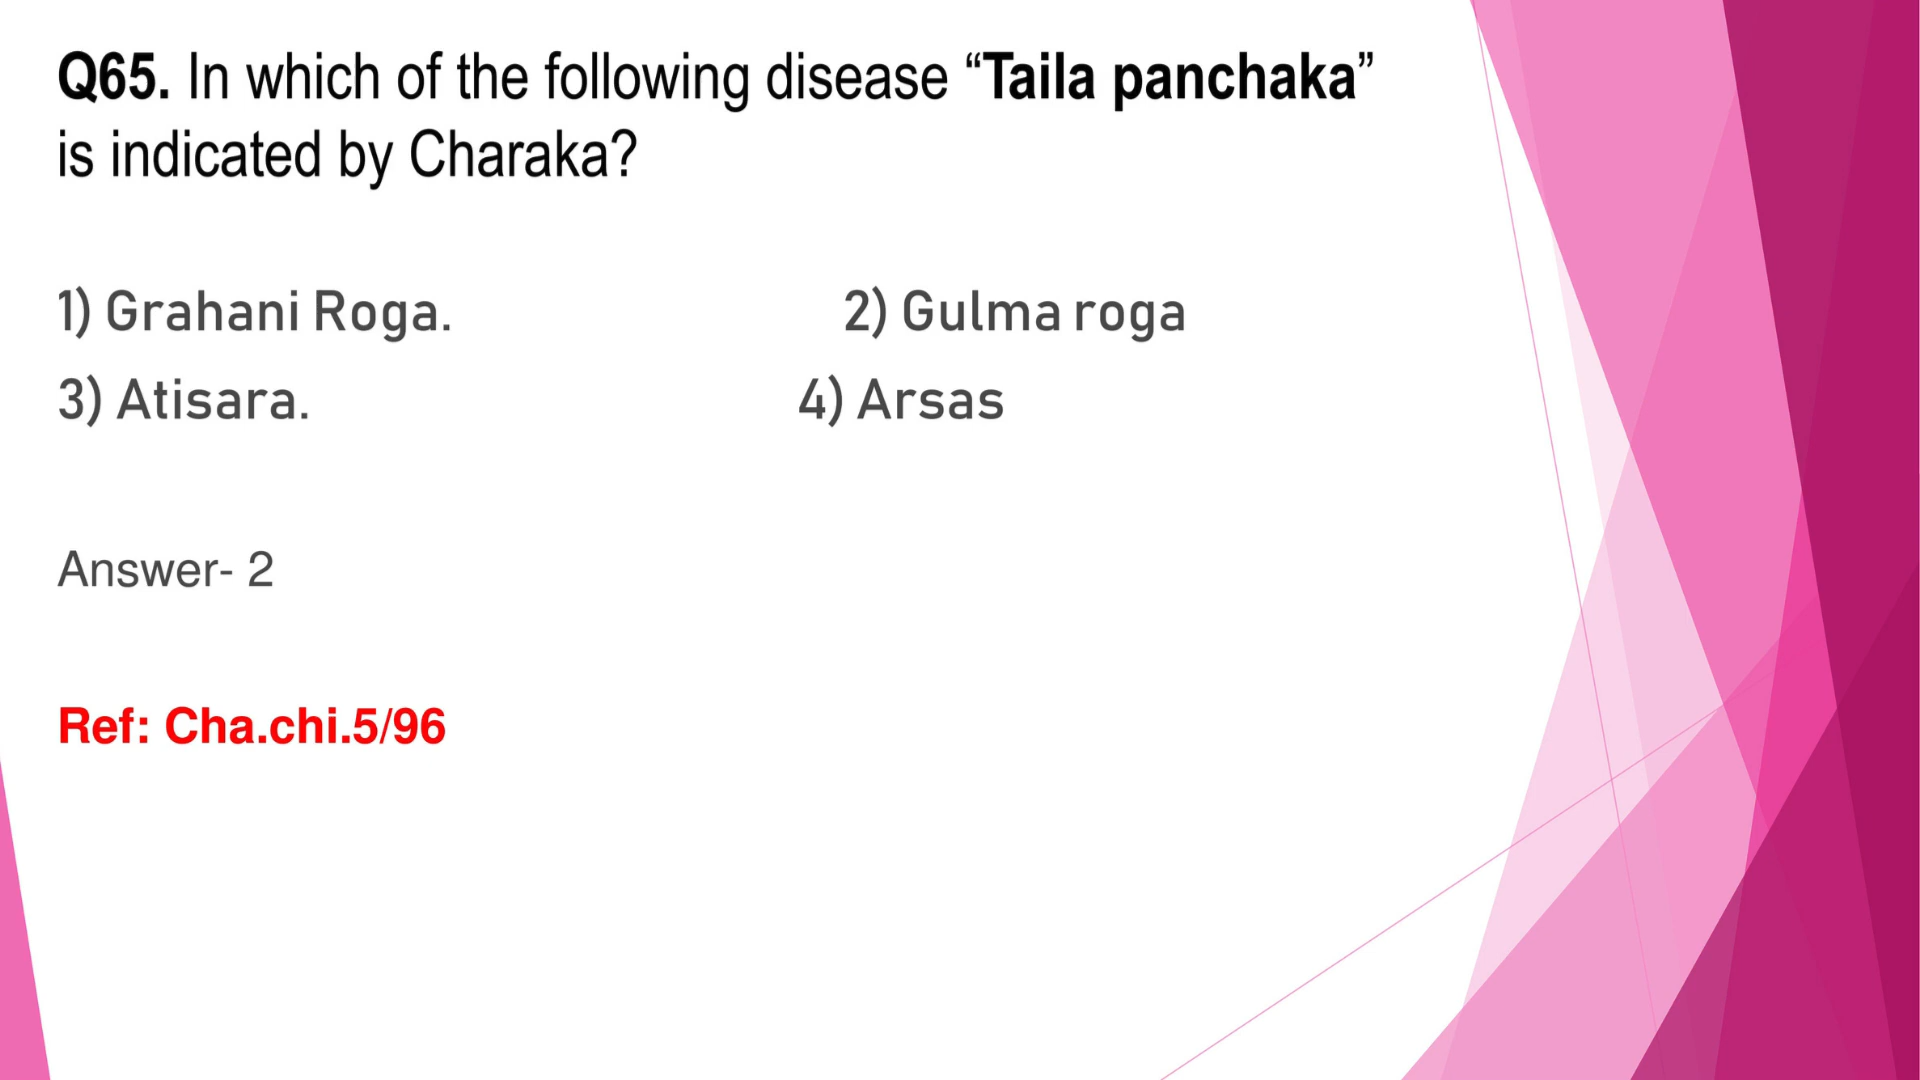 Q65. In which of the following disease “Taila panchaka”
is indicated by Charaka?
1) Grahani Roga. 2) Gulma roga
3) Atisara. 4) Arsas
Answer- 2
Ref: Cha.chi.5/96